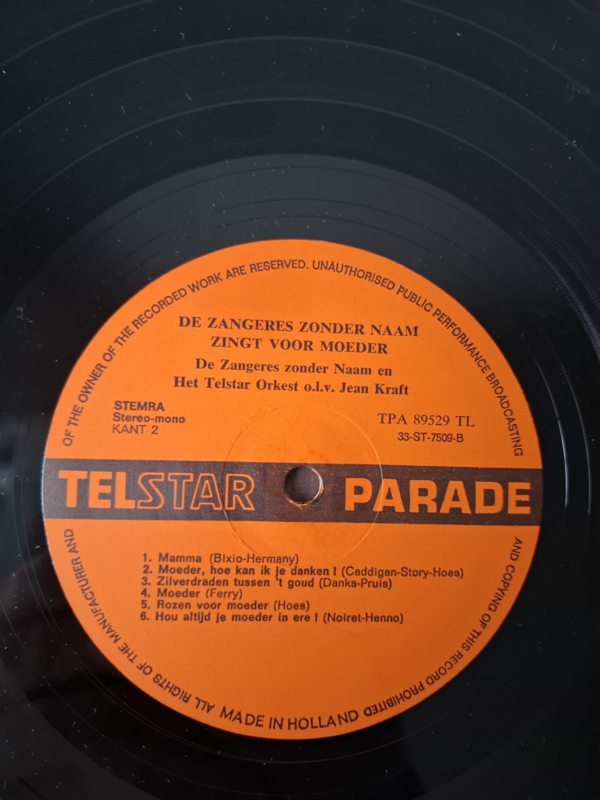 ALL RIGHTS OF THE MANUFACTURER AND OF THE OWNER OF THE RECORDED WORK ARE RESERVED. UNAUTHORISED PUBLIC PERFORMANCE BROADCASTING AND COPYING OF THIS RECORD PROHIBITED
DE ZANGERES ZONDER NAAM
ZINGT VOOR MOEDER
De Zangeres zonder Naam en
Het Telstar Orkest o.l.v. Jean Kraft
STEMRA
Stereo-mono
KANT 2
TPA 89529 TL
33-ST-7509-B
TELSTAR PARADE
1. Mamma (Bixio-Hermany)
2. Moeder, hoe kan ik je danken ! (Caddigan-Story-Hoes)
3. Zilverdraden tussen 't goud (Danks-Pruis)
4. Moeder (Ferry)
5. Rozen voor moeder (Hoes)
6. Hou altijd je moeder in ere ! (Noiret-Henno)
MADE IN HOLLAND